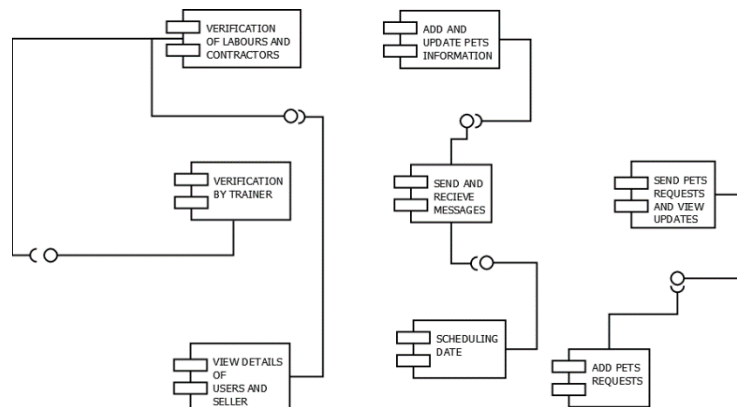 VERIFICATION
OF LABOURS AND
CONTRACTORS
ADD AND
UPDATE PETS
INFORMATION
VERIFICATION
BY TRAINER
SEND AND
RECIEVE
MESSAGES
SEND PETS
REQUESTS
AND VIEW
UPDATES
VIEW DETAILS
OF
USERS AND
SELLER
SCHEDULING
DATE
ADD PETS
REQUESTS